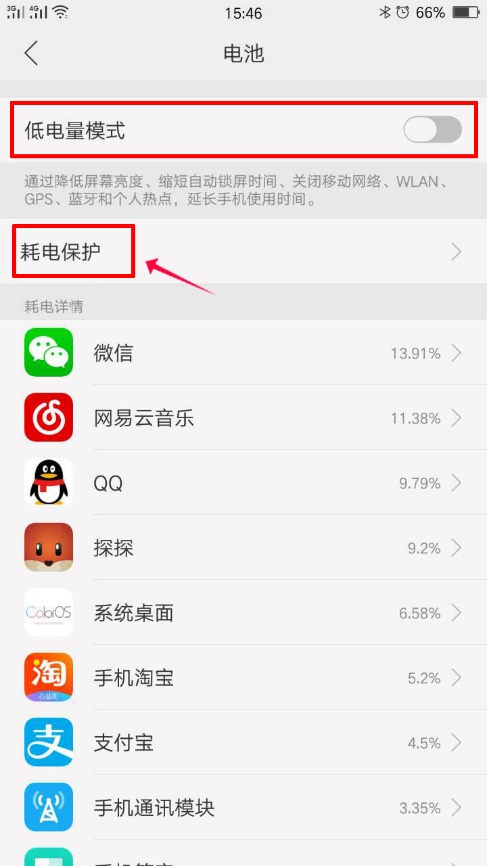 3G 4G 15:46 66%
电池
低电量模式
通过降低屏幕亮度、缩短自动锁屏时间、关闭移动网络、WLAN、
GPS、蓝牙和个人热点，延长手机使用时间。
耗电保护
耗电详情
微信 13.91%
网易云音乐 11.38%
QQ 9.79%
探探 9.2%
ColorOS 系统桌面 6.58%
淘 手机淘宝 5.2%
支 支付宝 4.5%
手机通讯模块 3.35%